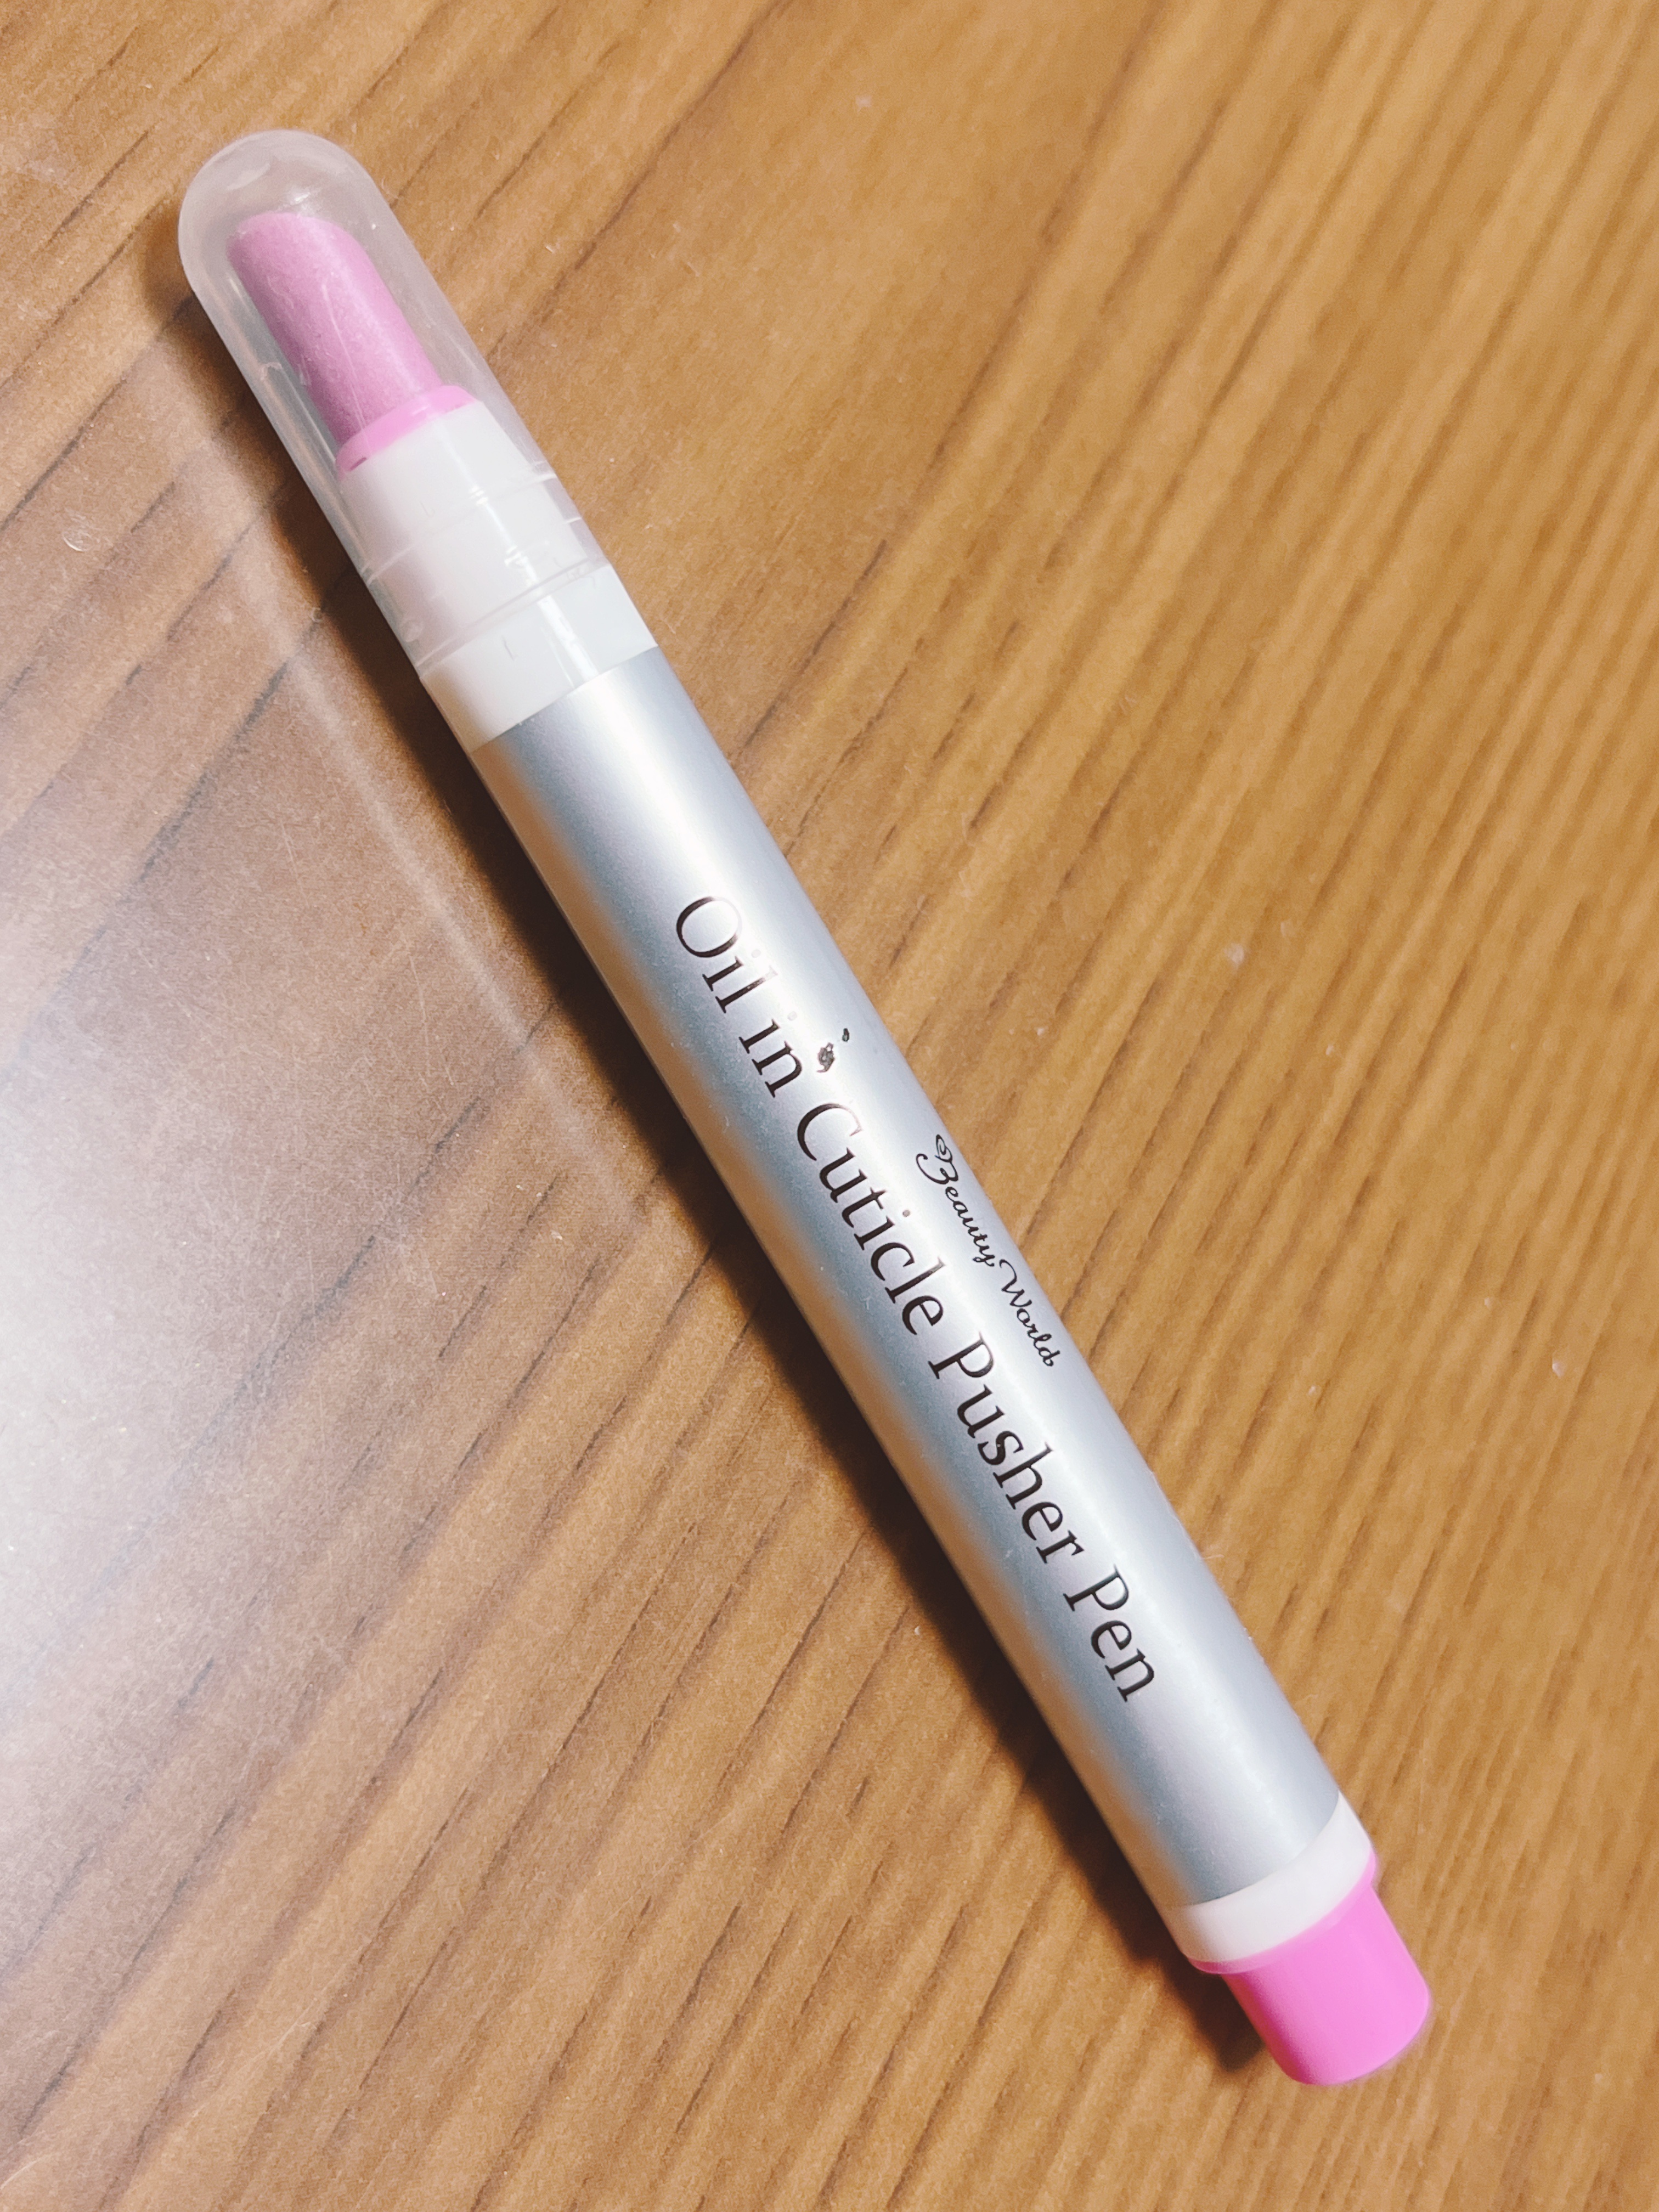 Beauty World
Oil in Cuticle Pusher Pen